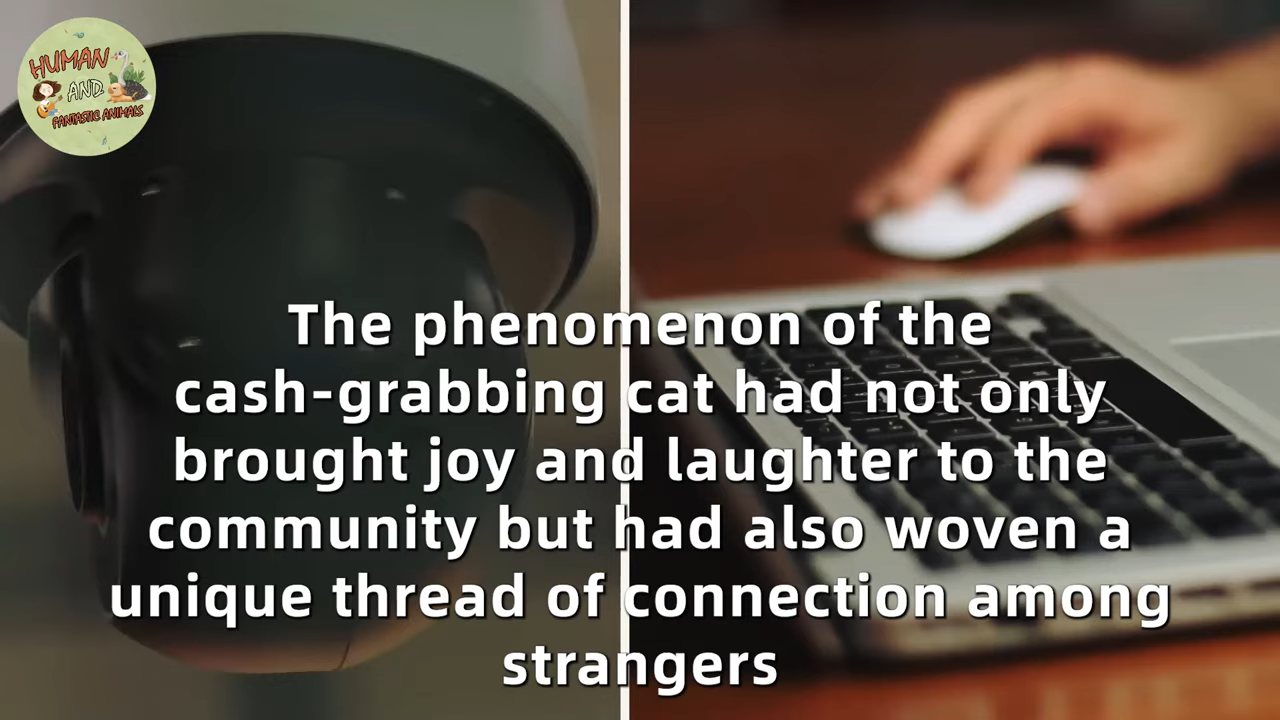 HUMAN
AND
FANTASTIC ANIMALS
The phenomenon of the
cash-grabbing cat had not only
brought joy and laughter to the
community but had also woven a
unique thread of connection among
strangers